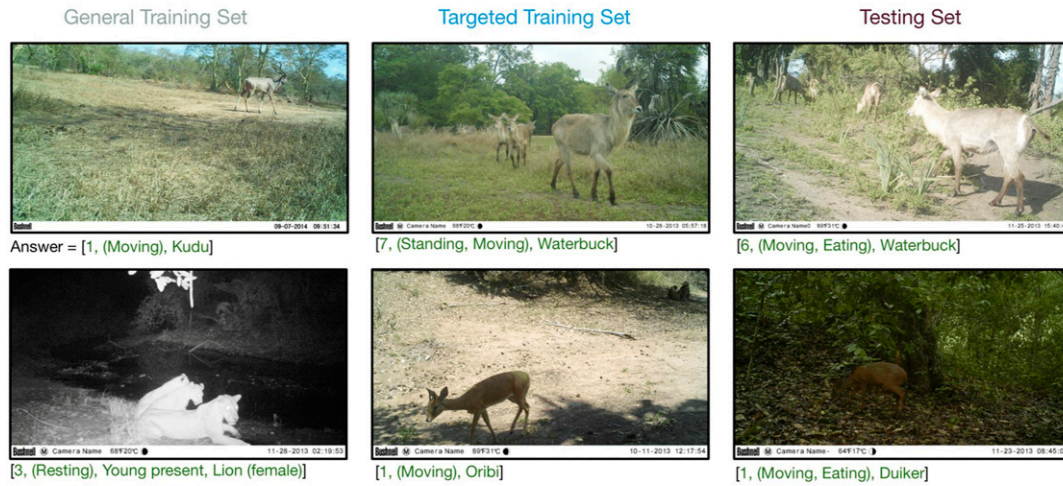 General Training Set
Targeted Training Set
Testing Set
Bushnell
09-07-2014 09:51:34
Bushnell M Camera Name 68°F20°C
10-28-2013 05:57:18
Bushnell M Camera Name0 88°F31°C
11-25-2013 15:40:
Answer = [1, (Moving), Kudu]
[7, (Standing, Moving), Waterbuck]
[6, (Moving, Eating), Waterbuck]
Bushnell M Camera Name 68°F20°C
11-28-2013 02:19:53
Bushnell M Camera Name 89°F31°C
10-11-2013 12:17:54
Bushnell M Camera Name- 64°F17°C
11-23-2013 08:45:0
[3, (Resting), Young present, Lion (female)]
[1, (Moving), Oribi]
[1, (Moving, Eating), Duiker]